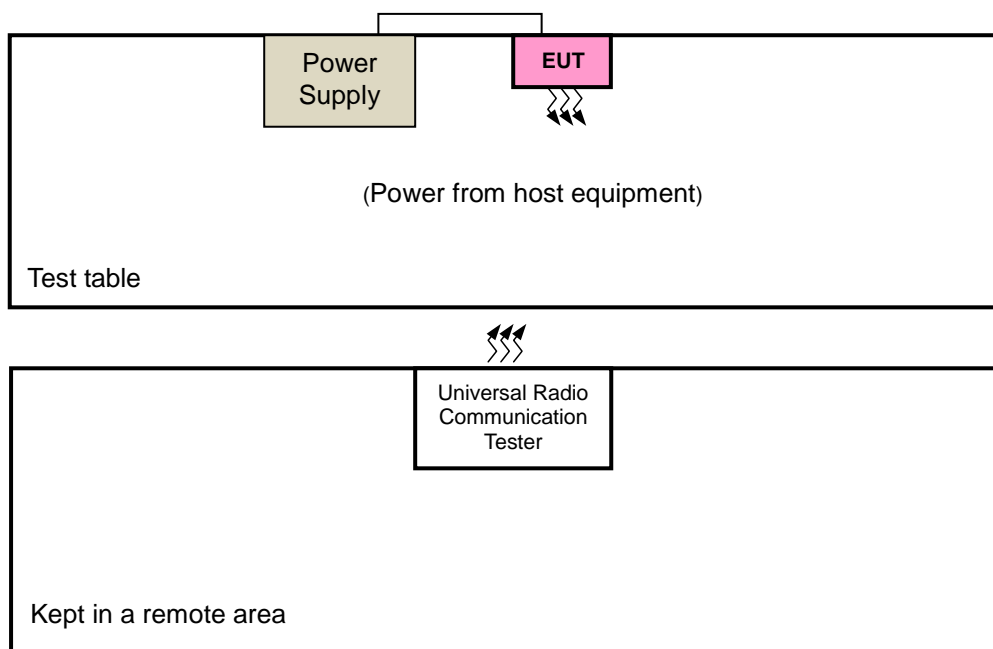 Power
Supply
EUT
(Power from host equipment)
Test table
Universal Radio
Communication
Tester
Kept in a remote area